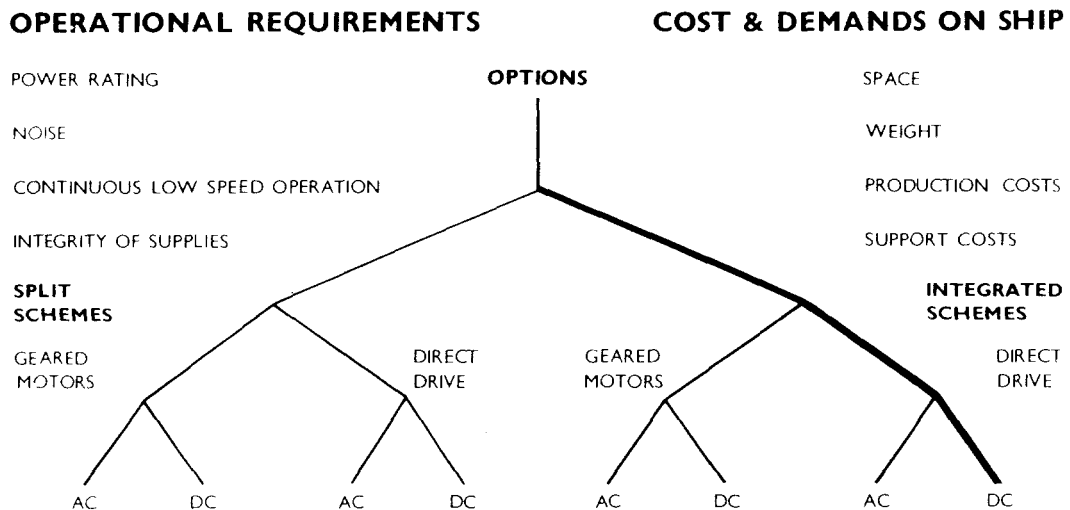 OPERATIONAL REQUIREMENTS
COST & DEMANDS ON SHIP
POWER RATING
OPTIONS
SPACE
NOISE
WEIGHT
CONTINUOUS LOW SPEED OPERATION
PRODUCTION COSTS
INTEGRITY OF SUPPLIES
SUPPORT COSTS
SPLIT
SCHEMES
INTEGRATED
SCHEMES
GEARED
MOTORS
DIRECT
DRIVE
GEARED
MOTORS
DIRECT
DRIVE
AC
DC
AC
DC
AC
DC
AC
DC